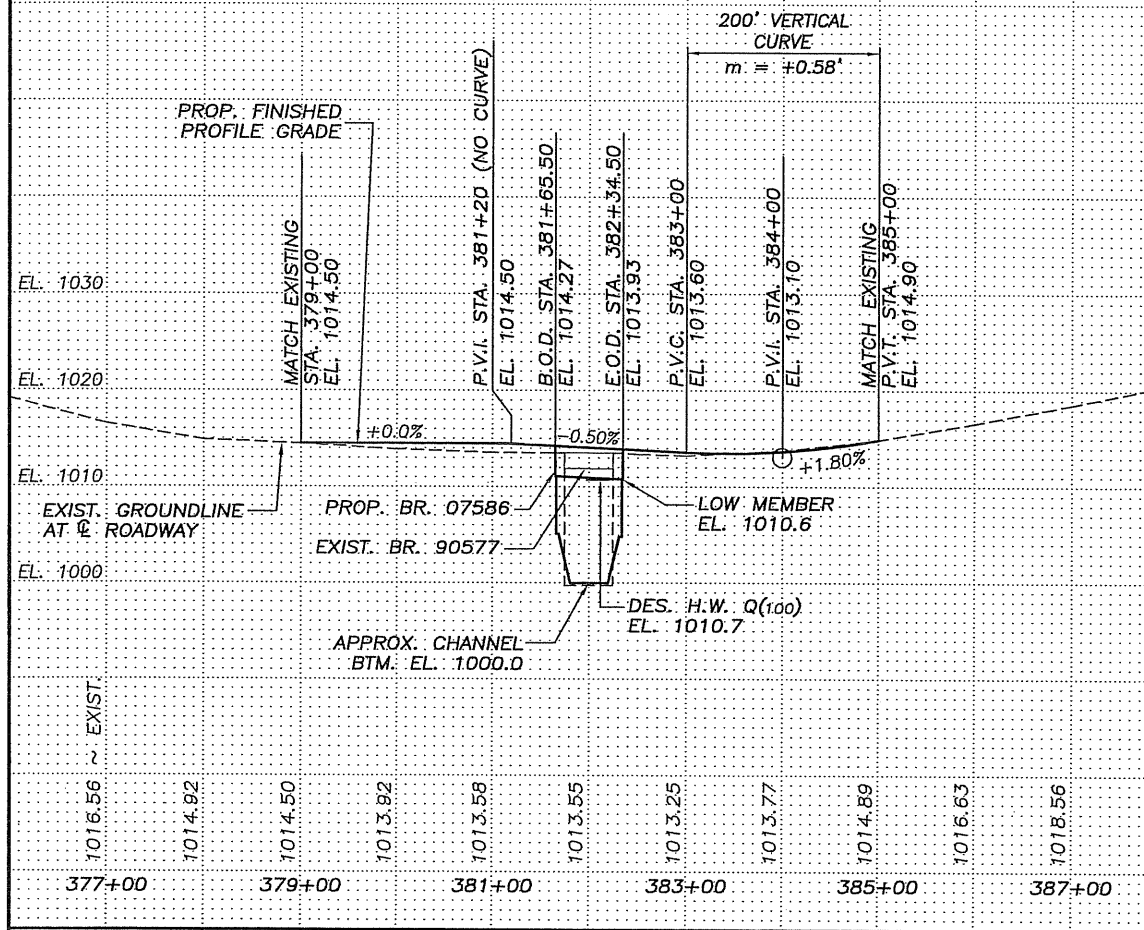 200' VERTICAL
CURVE
m = +0.58'
PROP. FINISHED
PROFILE GRADE
MATCH EXISTING
STA. 379+00
EL. 1014.50
P.V.I. STA. 381+20 (NO CURVE)
EL. 1014.50
B.O.D. STA. 381+65.50
EL. 1014.27
E.O.D. STA. 382+34.50
EL. 1013.93
P.V.C. STA. 383+00
EL. 1013.60
P.V.I. STA. 384+00
EL. 1013.10
MATCH EXISTING
P.V.T. STA. 385+00
EL. 1014.90
EL. 1030
EL. 1020
EL. 1010
EL. 1000
+0.0%
-0.50%
+1.80%
EXIST. GROUNDLINE
AT ℄ ROADWAY
PROP. BR. 07586
EXIST. BR. 90577
LOW MEMBER
EL. 1010.6
DES. H.W. Q(100)
EL. 1010.7
APPROX. CHANNEL
BTM. EL. 1000.0
1016.56 ~ EXIST.
1014.92
1014.50
1013.92
1013.58
1013.55
1013.25
1013.77
1014.89
1016.63
1018.56
377+00 379+00 381+00 383+00 385+00 387+00